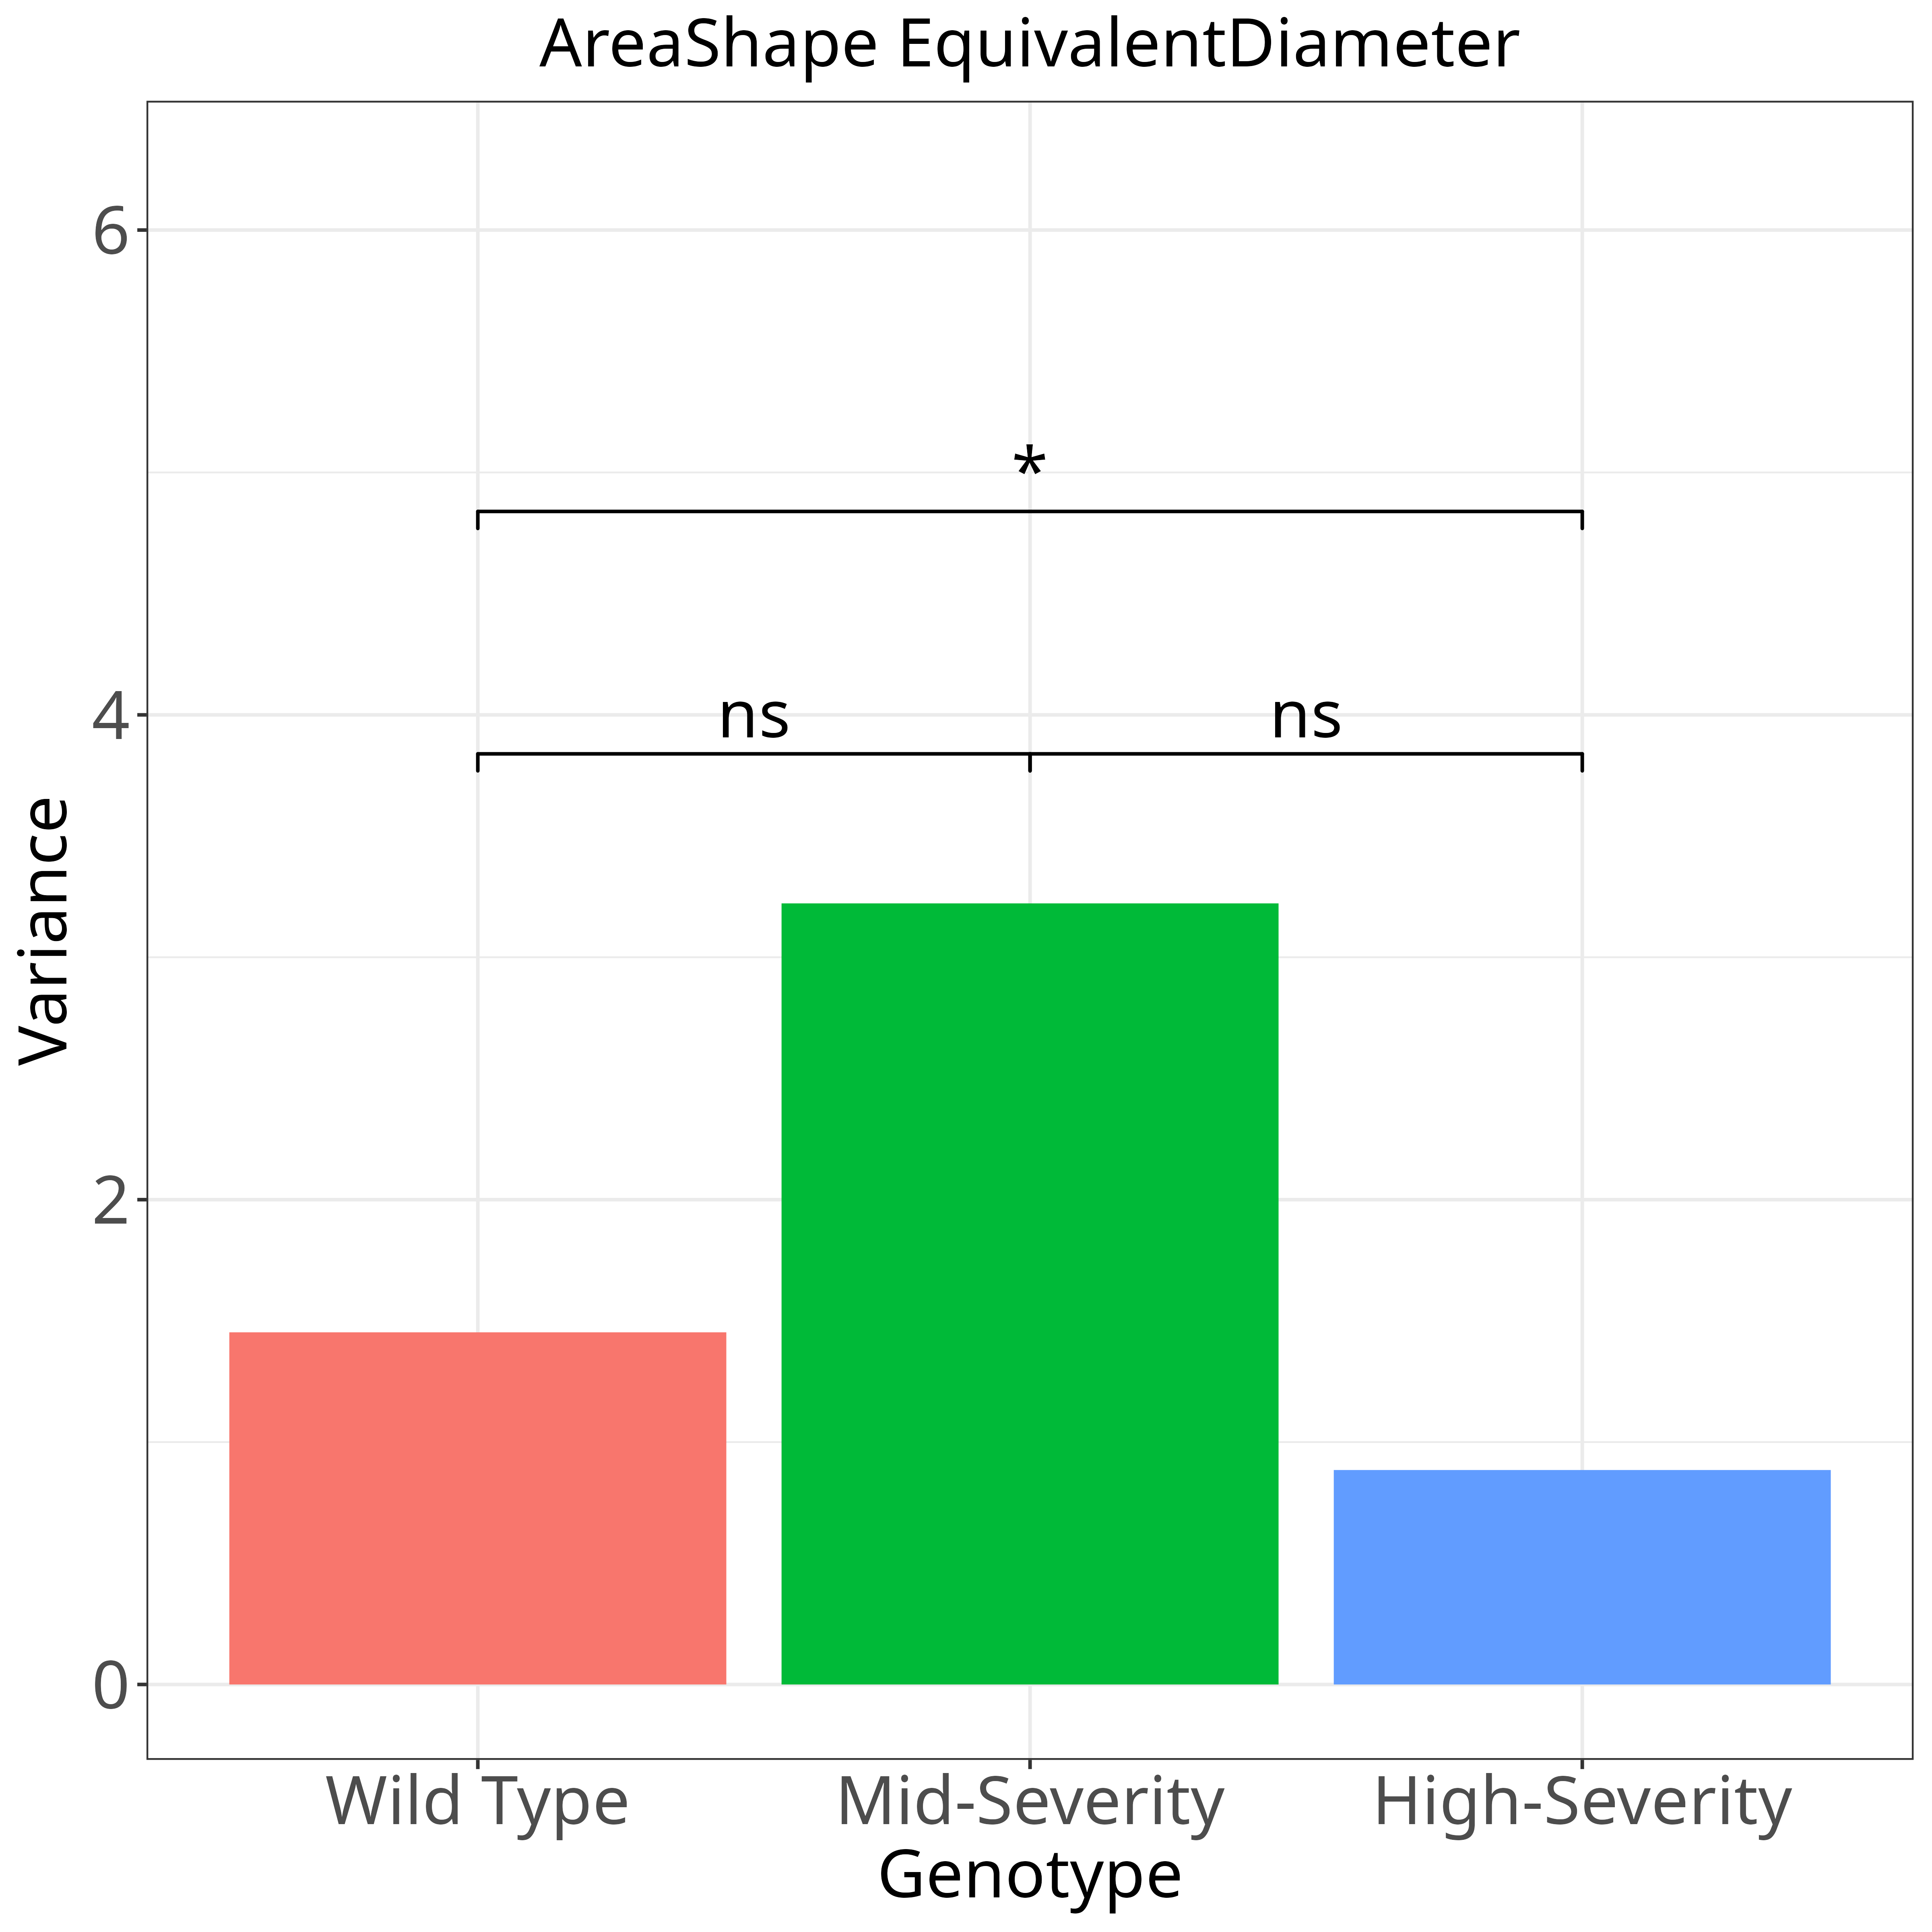 AreaShape EquivalentDiameter
6
*
4
ns ns
Variance
2
0
Wild Type Mid-Severity High-Severity
Genotype